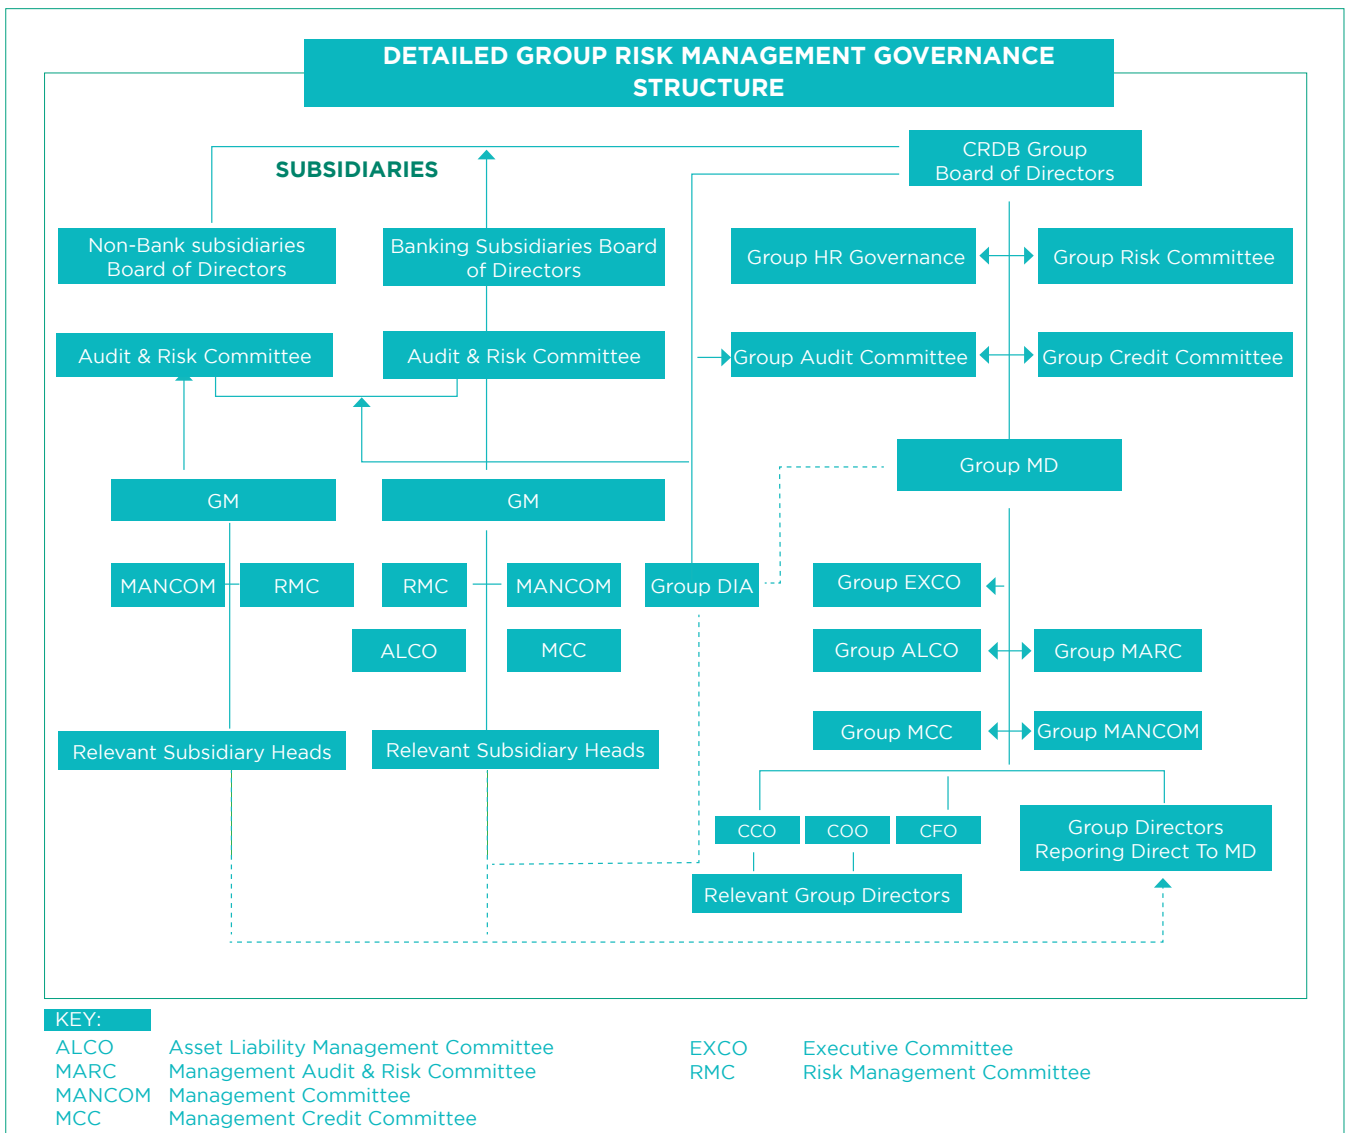 DETAILED GROUP RISK MANAGEMENT GOVERNANCE
STRUCTURE
SUBSIDIARIES
CRDB Group
Board of Directors
Non-Bank subsidiaries
Board of Directors
Banking Subsidiaries Board
of Directors
Group HR Governance
Group Risk Committee
Audit & Risk Committee
Audit & Risk Committee
Group Audit Committee
Group Credit Committee
Group MD
GM
GM
MANCOM
RMC
RMC
MANCOM
Group DIA
Group EXCO
ALCO
MCC
Group ALCO
Group MARC
Group MCC
Group MANCOM
Relevant Subsidiary Heads
Relevant Subsidiary Heads
CCO
COO
CFO
Group Directors
Reporing Direct To MD
Relevant Group Directors
KEY:
ALCO Asset Liability Management Committee
MARC Management Audit & Risk Committee
MANCOM Management Committee
MCC Management Credit Committee
EXCO Executive Committee
RMC Risk Management Committee